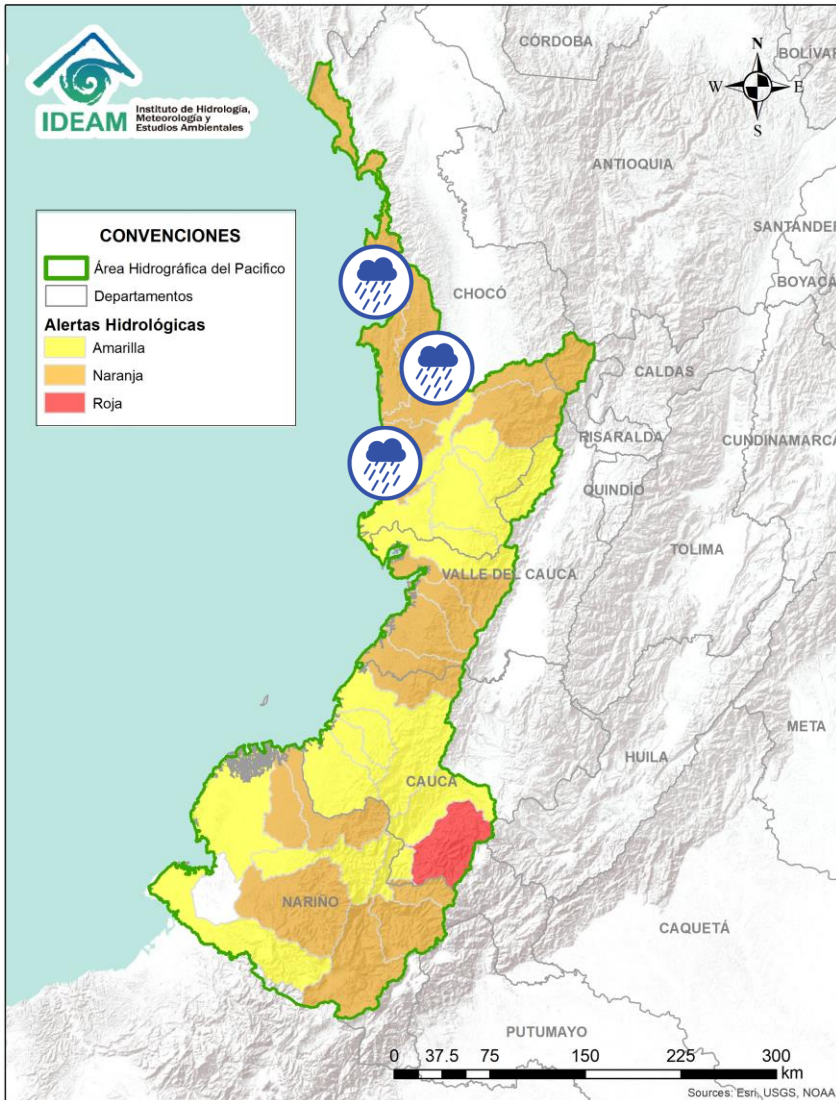 IDEAM
Instituto de Hidrología,
Meteorología y
Estudios Ambientales
CÓRDOBA
BOLÍVAR
N
W
E
S
ANTIOQUIA
SANTANDER
BOYACÁ
CONVENCIONES
Área Hidrográfica del Pacifico
Departamentos
Alertas Hidrológicas
Amarilla
Naranja
Roja
CHOCÓ
CALDAS
RISARALDA
CUNDINAMARCA
QUINDÍO
TOLIMA
VALLE DEL CAUCA
META
HUILA
CAUCA
NARIÑO
CAQUETÁ
PUTUMAYO
0 37.5 75 150 225 300
km
Sources: Esri, USGS, NOAA